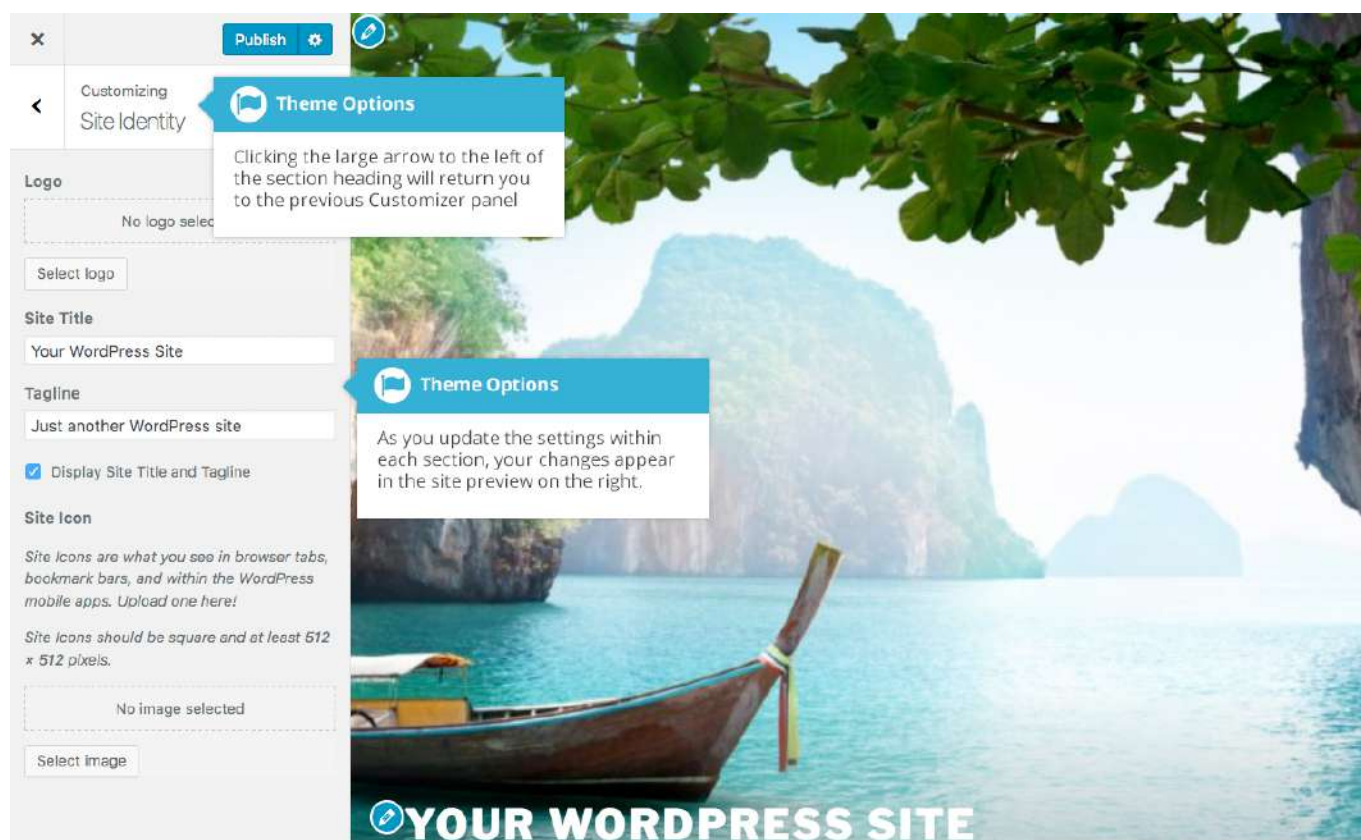 Publish
Customizing
Site Identity
Theme Options
Clicking the large arrow to the left of
the section heading will return you
to the previous Customizer panel
Logo
No logo selec
Select logo
Site Title
Your WordPress Site
Tagline
Just another WordPress site
Display Site Title and Tagline
Theme Options
As you update the settings within
each section, your changes appear
in the site preview on the right.
Site Icon
Site Icons are what you see in browser tabs,
bookmark bars, and within the WordPress
mobile apps. Upload one here!
Site Icons should be square and at least 512
x 512 pixels.
No image selected
Select image
YOUR WORDPRESS SITE